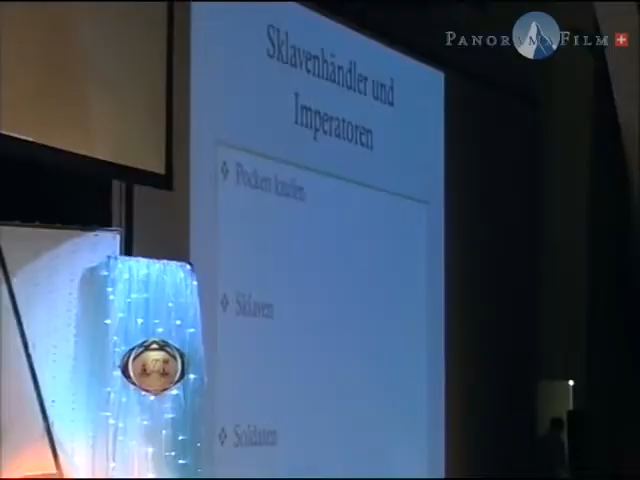 PANORAMAFILM
Sklavenhändler und
Imperatoren
Pocken kaufen
Sklaven
Soldaten